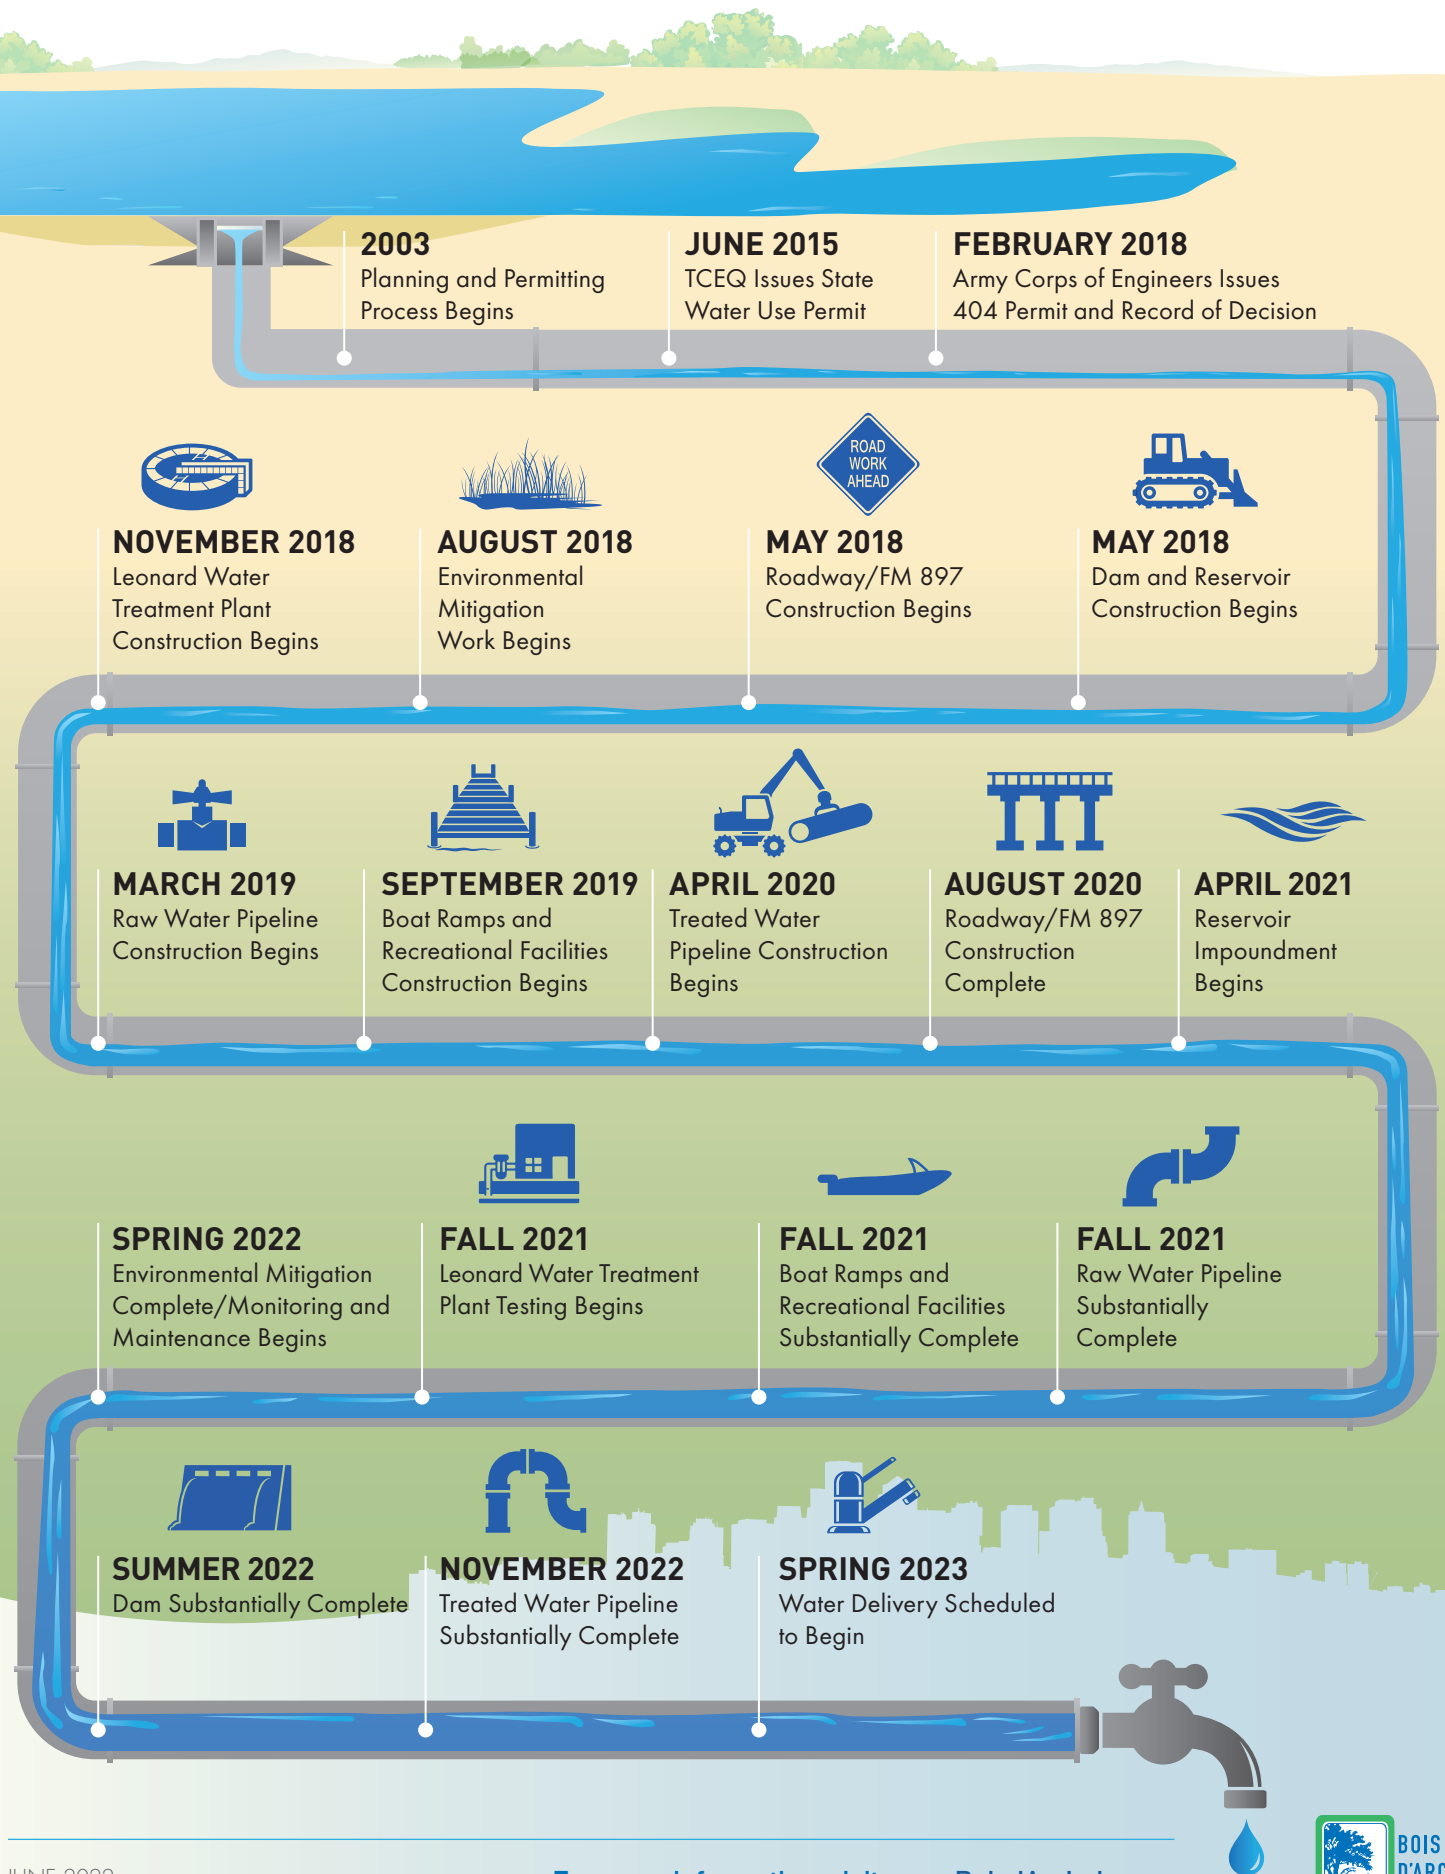 2003
Planning and Permitting
Process Begins
JUNE 2015
TCEQ Issues State
Water Use Permit
FEBRUARY 2018
Army Corps of Engineers Issues
404 Permit and Record of Decision
ROAD
WORK
AHEAD
NOVEMBER 2018
Leonard Water
Treatment Plant
Construction Begins
AUGUST 2018
Environmental
Mitigation
Work Begins
MAY 2018
Roadway/FM 897
Construction Begins
MAY 2018
Dam and Reservoir
Construction Begins
MARCH 2019
Raw Water Pipeline
Construction Begins
SEPTEMBER 2019
Boat Ramps and
Recreational Facilities
Construction Begins
APRIL 2020
Treated Water
Pipeline Construction
Begins
AUGUST 2020
Roadway/FM 897
Construction
Complete
APRIL 2021
Reservoir
Impoundment
Begins
SPRING 2022
Environmental Mitigation
Complete/Monitoring and
Maintenance Begins
FALL 2021
Leonard Water Treatment
Plant Testing Begins
FALL 2021
Boat Ramps and
Recreational Facilities
Substantially Complete
FALL 2021
Raw Water Pipeline
Substantially
Complete
SUMMER 2022
Dam Substantially Complete
NOVEMBER 2022
Treated Water Pipeline
Substantially Complete
SPRING 2023
Water Delivery Scheduled
to Begin
BOIS